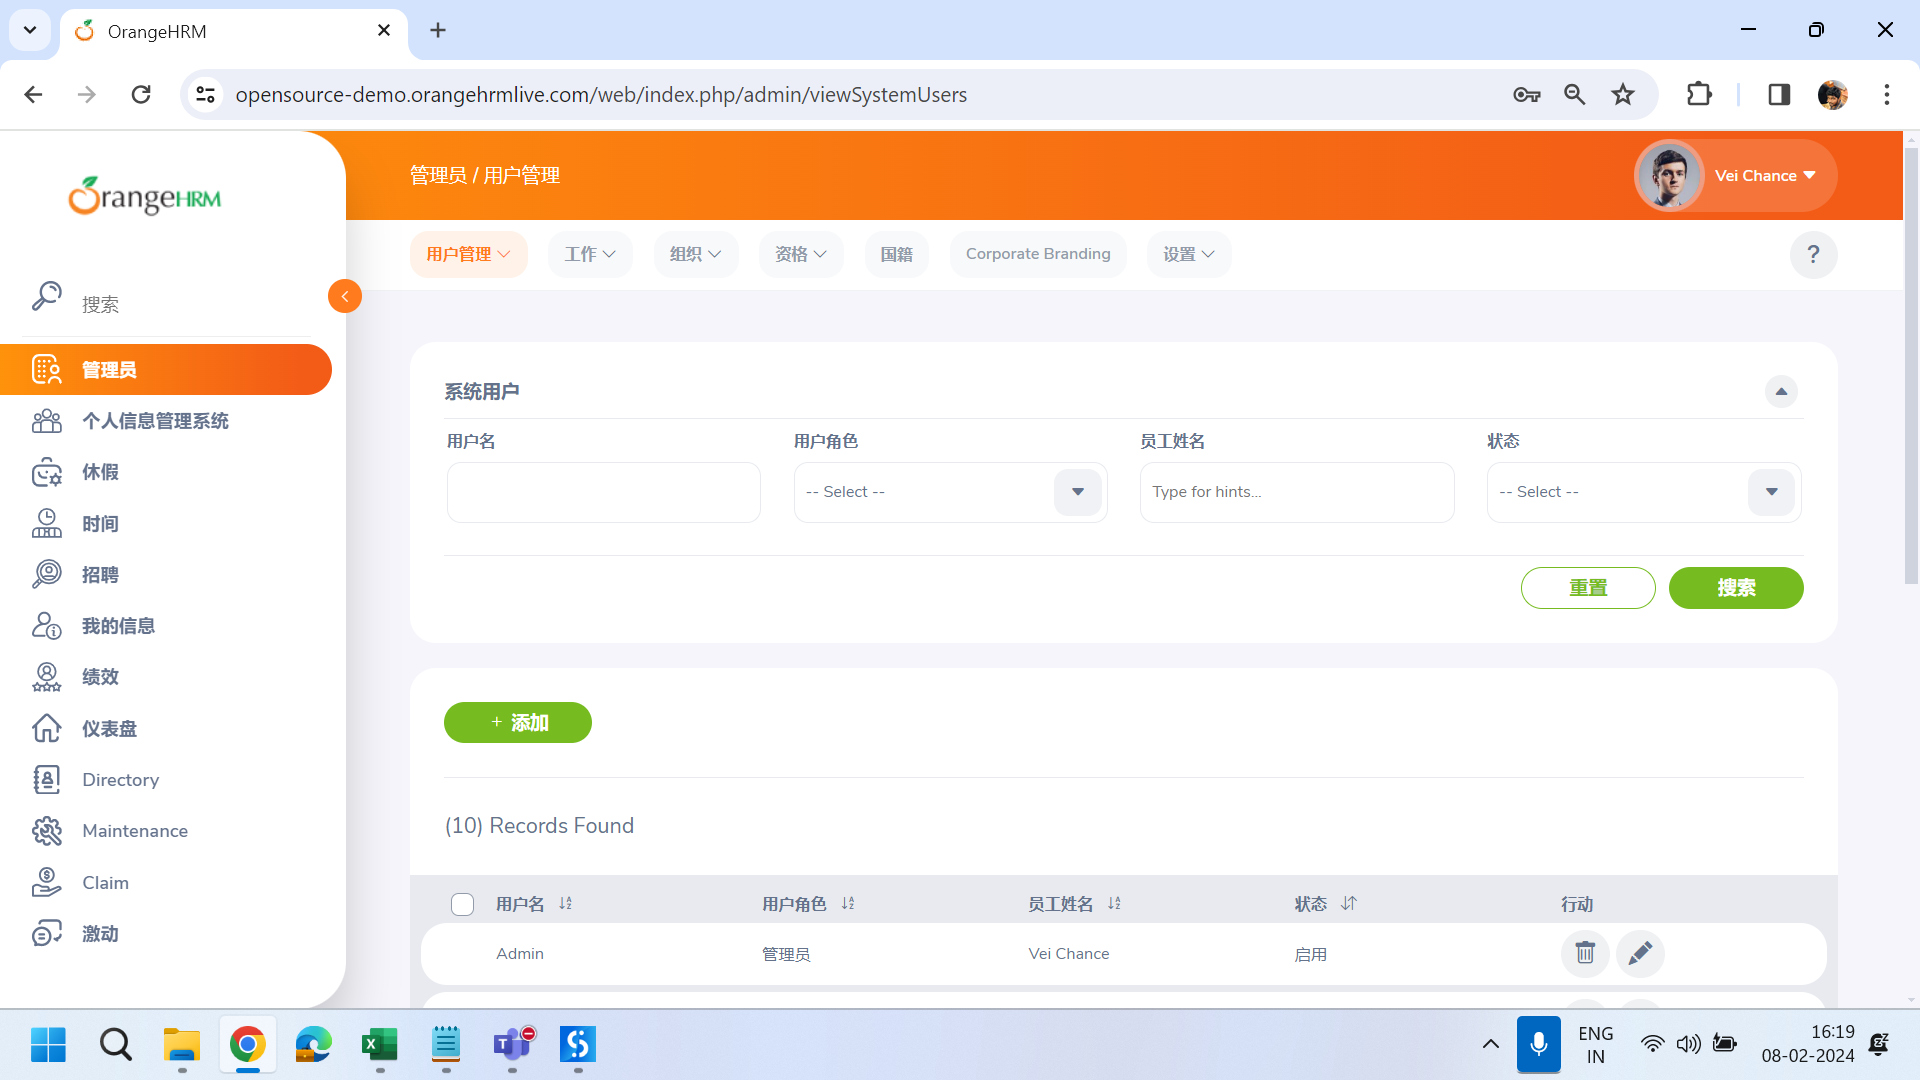 OrangeHRM
opensource-demo.orangehrmlive.com/web/index.php/admin/viewSystemUsers
OrangeHRM
管理员 / 用户管理
Vei Chance
用户管理 工作 组织 资格 国籍 Corporate Branding 设置 ?
搜索
管理员
个人信息管理系统
休假
时间
招聘
我的信息
绩效
仪表盘
Directory
Maintenance
Claim
激动
系统用户
用户名 用户角色 员工姓名 状态
-- Select -- Type for hints... -- Select --
重置 搜索
+ 添加
(10) Records Found
用户名 用户角色 员工姓名 状态 行动
Admin 管理员 Vei Chance 启用
ENG
IN
16:19
08-02-2024